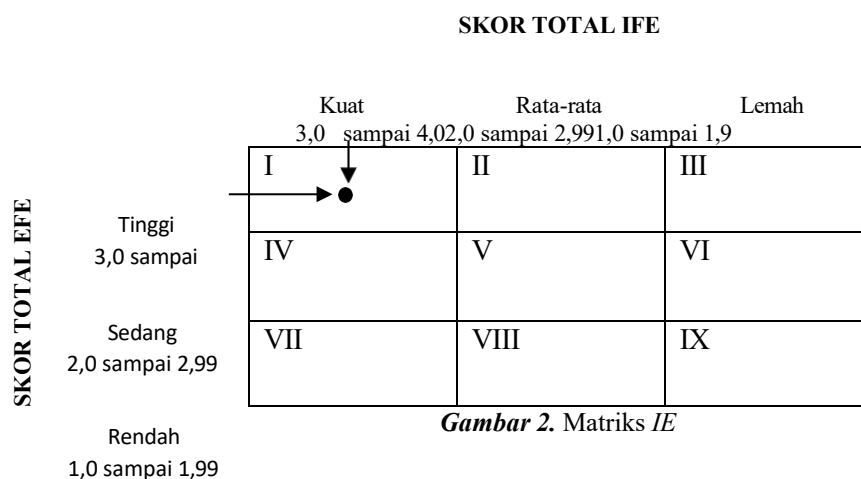 SKOR TOTAL IFE
Kuat Rata-rata Lemah
3,0 sampai 4,02,0 sampai 2,991,0 sampai 1,9
I II III
Tinggi
3,0 sampai
IV V VI
Sedang
2,0 sampai 2,99
VII VIII IX
Rendah
1,0 sampai 1,99
SKOR TOTAL EFE
Gambar 2. Matriks IE